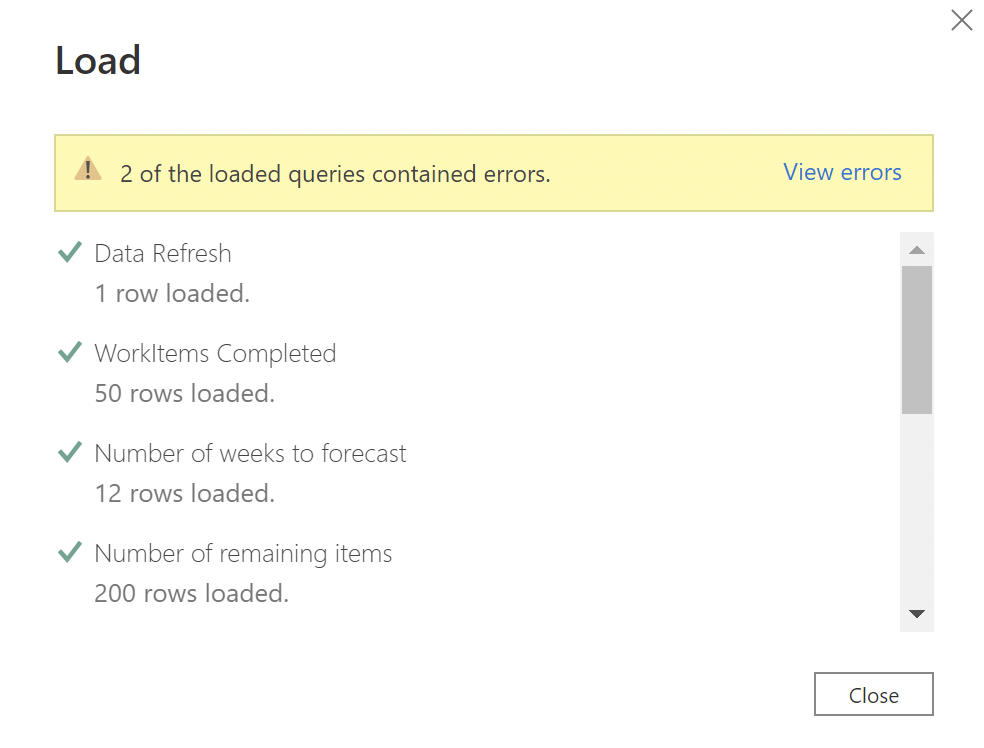 Load
2 of the loaded queries contained errors.
View errors
Data Refresh
1 row loaded.
WorkItems Completed
50 rows loaded.
Number of weeks to forecast
12 rows loaded.
Number of remaining items
200 rows loaded.
Close